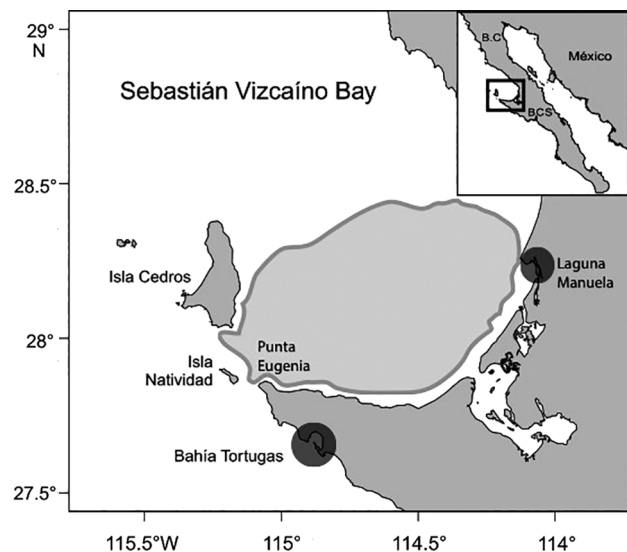 29°
N
B.C
México
BCS
Sebastián Vizcaíno Bay
28.5°
Isla Cedros
Laguna
Manuela
28°
Punta
Eugenia
Isla
Natividad
Bahía Tortugas
27.5°
115.5°W
115°
114.5°
114°